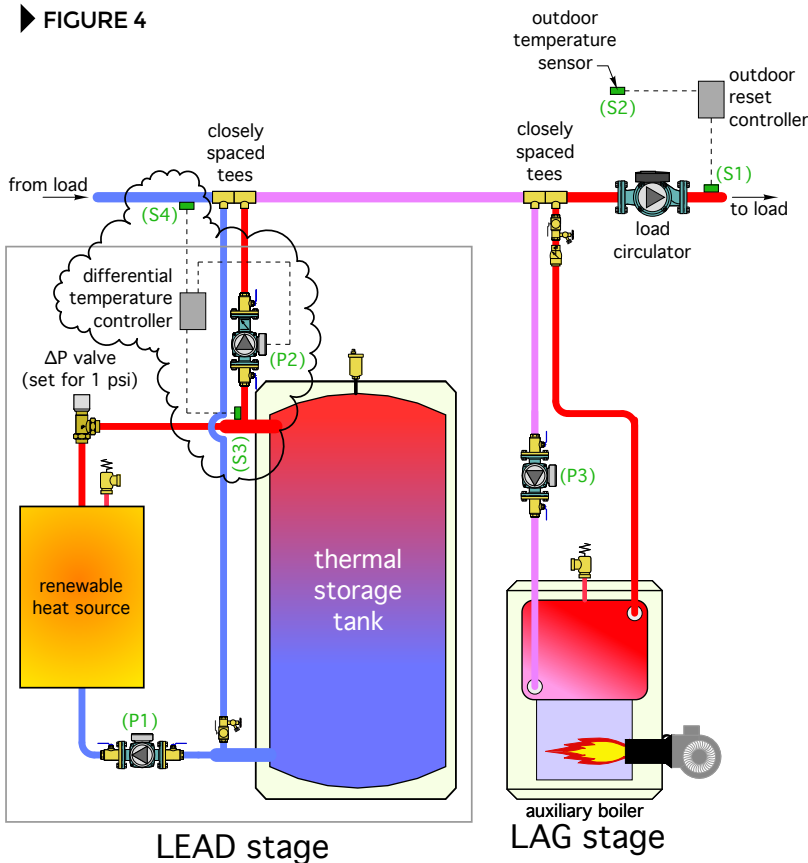 FIGURE 4
outdoor
temperature
sensor
(S2)
outdoor
reset
controller
closely
spaced
tees
closely
spaced
tees
(S1)
from load
to load
(S4)
load
circulator
differential
temperature
controller
(P2)
ΔP valve
(set for 1 psi)
(S3)
(P3)
thermal
storage
tank
renewable
heat source
(P1)
auxiliary boiler
LEAD stage
LAG stage